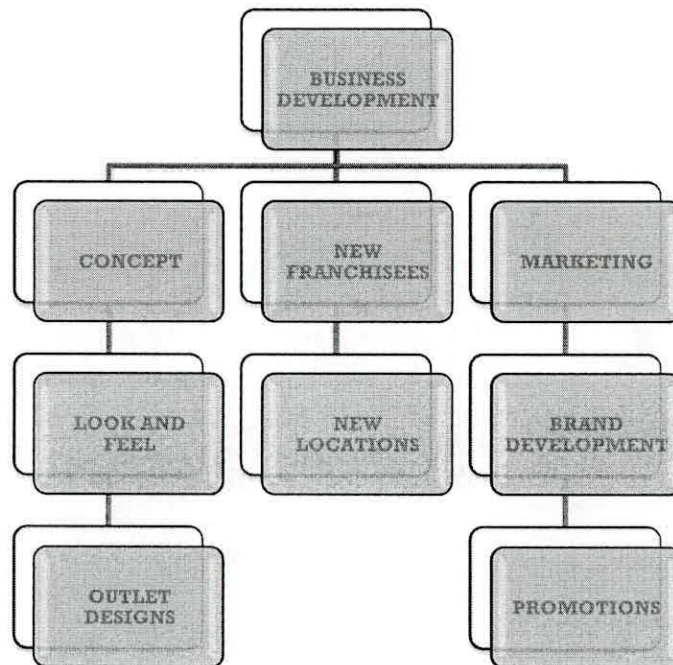 BUSINESS
DEVELOPMENT
CONCEPT
NEW
FRANCHISEES
MARKETING
LOOK AND
FEEL
NEW
LOCATIONS
BRAND
DEVELOPMENT
OUTLET
DESIGNS
PROMOTIONS